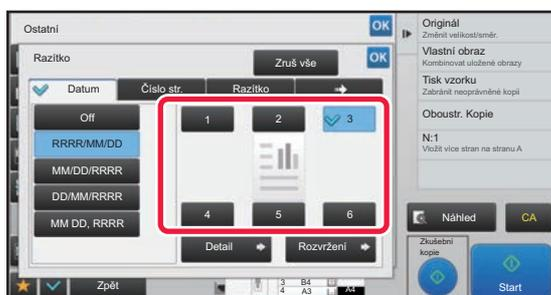 Ostatní
OK
Razítko
Zruš vše
OK
Datum
Číslo str.
Razítko
Off
RRRR/MM/DD
MM/DD/RRRR
DD/MM/RRRR
MM DD, RRRR
1
2
3
4
5
6
Detail
Rozvržení
Zpět
3 B4
4 A3
A4
Originál
Změnit velikost/směr.
Vlastní obraz
Kombinovat uložené obrazy
Tisk vzorku
Zabránit neoprávněné kopii
Oboustr. Kopie
N:1
Vložit více stran na stranu A
Náhled
CA
Zkušební
kopie
Start